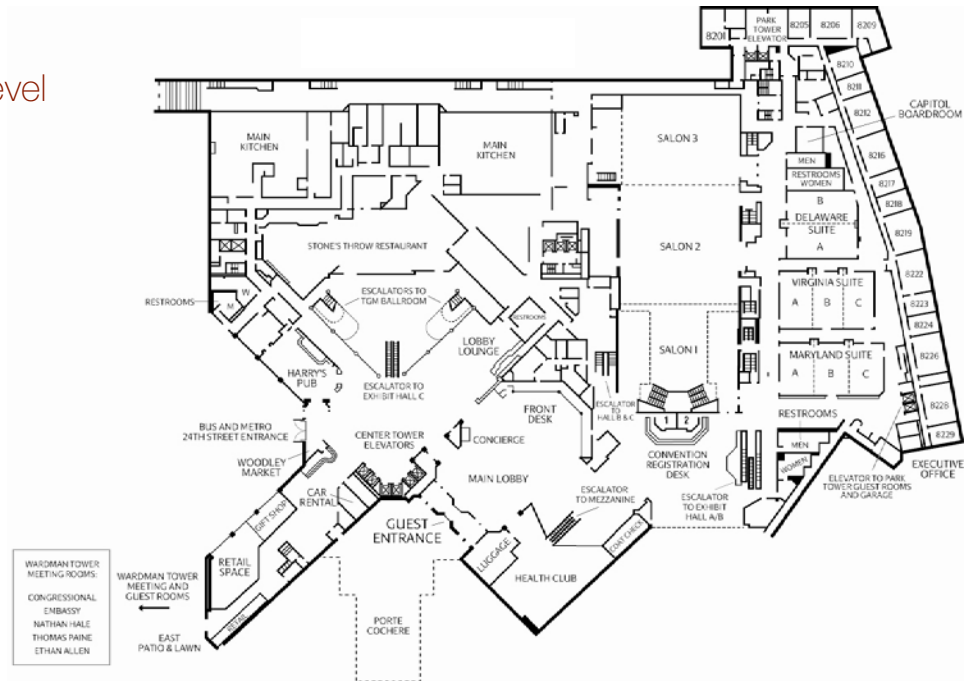 evel
8201
PARK
TOWER
ELEVATOR
8205
8206
8209
8210
8211
8212
CAPITOL
BOARDROOM
8216
8217
8218
8219
8222
8223
8224
8226
8228
8229
MAIN
KITCHEN
MAIN
KITCHEN
SALON 3
MEN
RESTROOMS
WOMEN
B
DELAWARE
SUITE
A
STONE'S THROW RESTAURANT
SALON 2
VIRGINIA SUITE
A
B
C
RESTROOMS
M
W
ESCALATORS TO
TGM BALLROOM
RESTROOMS
LOBBY
LOUNGE
SALON 1
MARYLAND SUITE
A
B
C
HARRY'S
PUB
ESCALATOR TO
EXHIBIT HALL C
ESCALATOR
TO
HALL B & C
FRONT
DESK
1
2
RESTROOMS
MEN
WOMEN
BUS AND METRO
24TH STREET ENTRANCE
CENTER TOWER
ELEVATORS
CONCIERGE
CONVENTION
REGISTRATION
DESK
EXECUTIVE
OFFICE
WOODLEY
MARKET
MAIN LOBBY
ELEVATOR TO PARK
TOWER GUEST ROOMS
AND GARAGE
CAR
RENTAL
ESCALATOR
TO MEZZANINE
ESCALATOR
TO EXHIBIT
HALL A/B
GIFT SHOP
GUEST
ENTRANCE
COAT CHECK
LUGGAGE
RETAIL
SPACE
HEALTH CLUB
WARDMAN TOWER
MEETING ROOMS:
CONGRESSIONAL
EMBASSY
NATHAN HALE
THOMAS PAINE
ETHAN ALLEN
WARDMAN TOWER
MEETING AND
GUEST ROOMS
RETAIL
PORTE
COCHERE
EAST
PATIO & LAWN